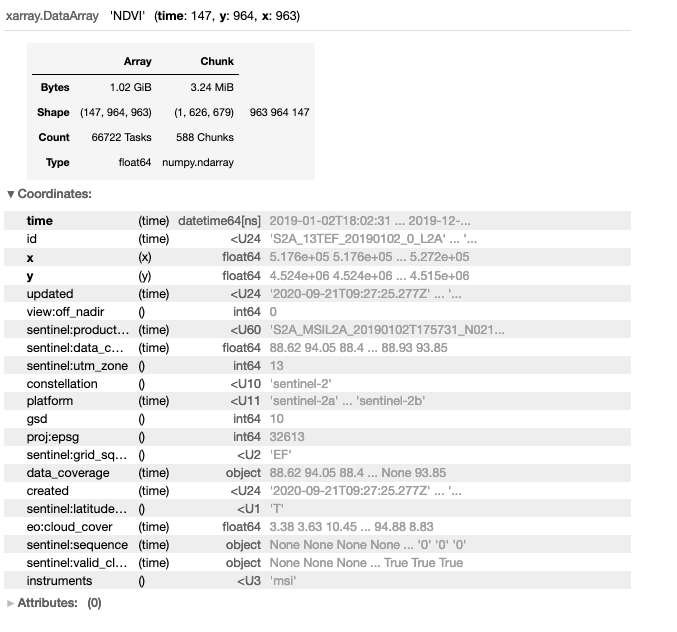 xarray.DataArray 'NDVI' (time: 147, y: 964, x: 963)
Array Chunk
Bytes 1.02 GiB 3.24 MiB
Shape (147, 964, 963) (1, 626, 679) 963 964 147
Count 66722 Tasks 588 Chunks
Type float64 numpy.ndarray
▼Coordinates:
time (time) datetime64[ns] 2019-01-02T18:02:31 ... 2019-12-...
id (time) <U24 'S2A_13TEF_20190102_0_L2A' ... '...
x (x) float64 5.176e+05 5.176e+05 ... 5.272e+05
y (y) float64 4.524e+06 4.524e+06 ... 4.515e+06
updated (time) <U24 '2020-09-21T09:27:25.277Z' ... '...
view:off_nadir () int64 0
sentinel:product... (time) <U60 'S2A_MSIL2A_20190102T175731_N021...
sentinel:data_c... (time) float64 88.62 94.05 88.4 ... 88.93 93.85
sentinel:utm_zone () int64 13
constellation () <U10 'sentinel-2'
platform (time) <U11 'sentinel-2a' ... 'sentinel-2b'
gsd () int64 10
proj:epsg () int64 32613
sentinel:grid_sq... () <U2 'EF'
data_coverage (time) object 88.62 94.05 88.4 ... None 93.85
created (time) <U24 '2020-09-21T09:27:25.277Z' ... '...
sentinel:latitude... () <U1 'T'
eo:cloud_cover (time) float64 3.38 3.63 10.45 ... 94.88 8.83
sentinel:sequence (time) object None None None None ... '0' '0' '0'
sentinel:valid_cl... (time) object None None None ... True True True
instruments () <U3 'msi'
►Attributes: (0)